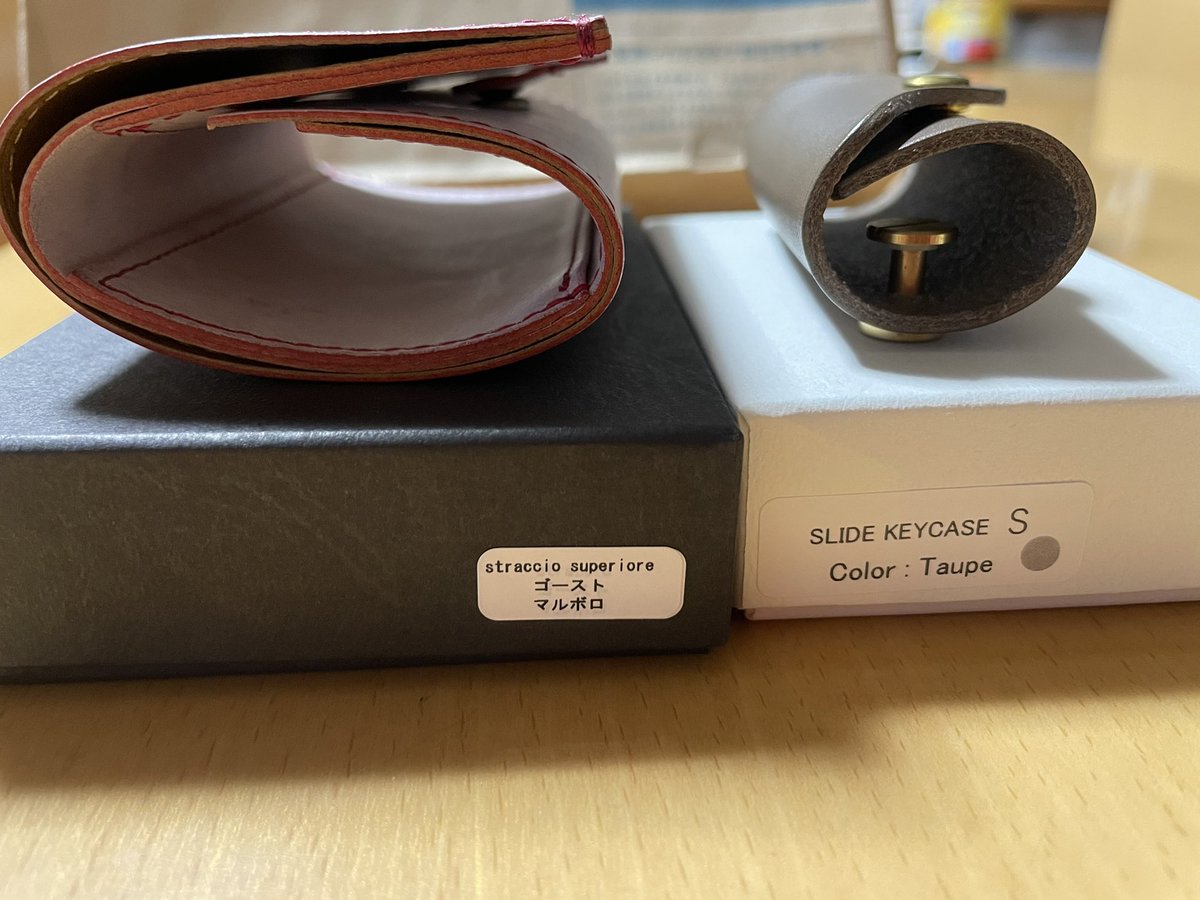 straccio superiore
ゴースト
マルボロ
SLIDE KEYCASE S
Color : Taupe